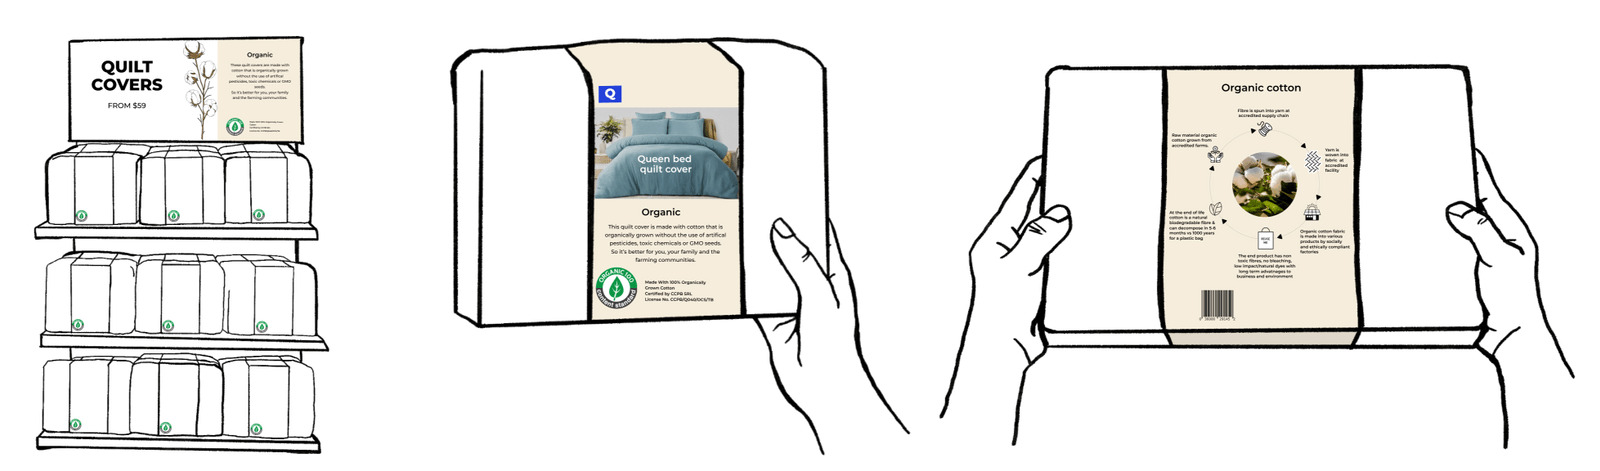 QUILT
COVERS
FROM $59
Organic
These quilt covers are made with
cotton that is organically grown
without the use of artifical
pesticides, toxic chemicals or GMO
seeds.
So it's better for you, your family
and the farming communities.
Q
Queen bed
quilt cover
Organic
This quilt cover is made with cotton that is
organically grown without the use of artifical
pesticides, toxic chemicals or GMO seeds.
So it's better for you, your family and the
farming communities.
ORGANIC 100
content standard
Made With 100% Organically
Grown Cotton
Certified by CCPB SRL
License No. CCPB/Q040/OCS/TB
Organic cotton
Fibre is spun into yarn at
accredited supply chain
Raw material organic
cotton grown from
accredited farms.
Yarn is
woven into
fabric at
accredited
facility
At the end of life
cotton is a natural
biodegradable fibre &
can decompose in 5-6
months vs 1000 years
for a plastic bag
Organic cotton fabric
is made into various
products by socially
and ethically compliant
factories
The end product has non
toxic fibres, no bleaching,
low impact/natural dyes with
long term advatnages to
business and environment